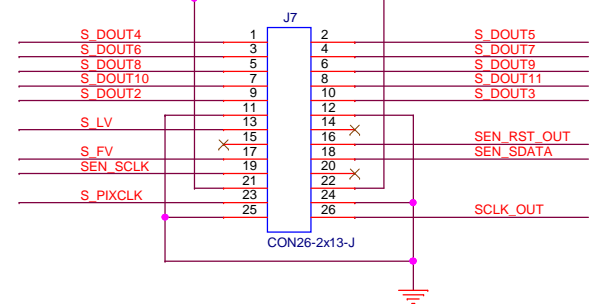 J7
S_DOUT4 1 2 S_DOUT5
S_DOUT6 3 4 S_DOUT7
S_DOUT8 5 6 S_DOUT9
S_DOUT10 7 8 S_DOUT11
S_DOUT2 9 10 S_DOUT3
11 12
S_LV 13 14
15 16 SEN_RST_OUT
S_FV 17 18 SEN_SDATA
SEN_SCLK 19 20
21 22
S_PIXCLK 23 24
25 26 SCLK_OUT
CON26-2x13-J